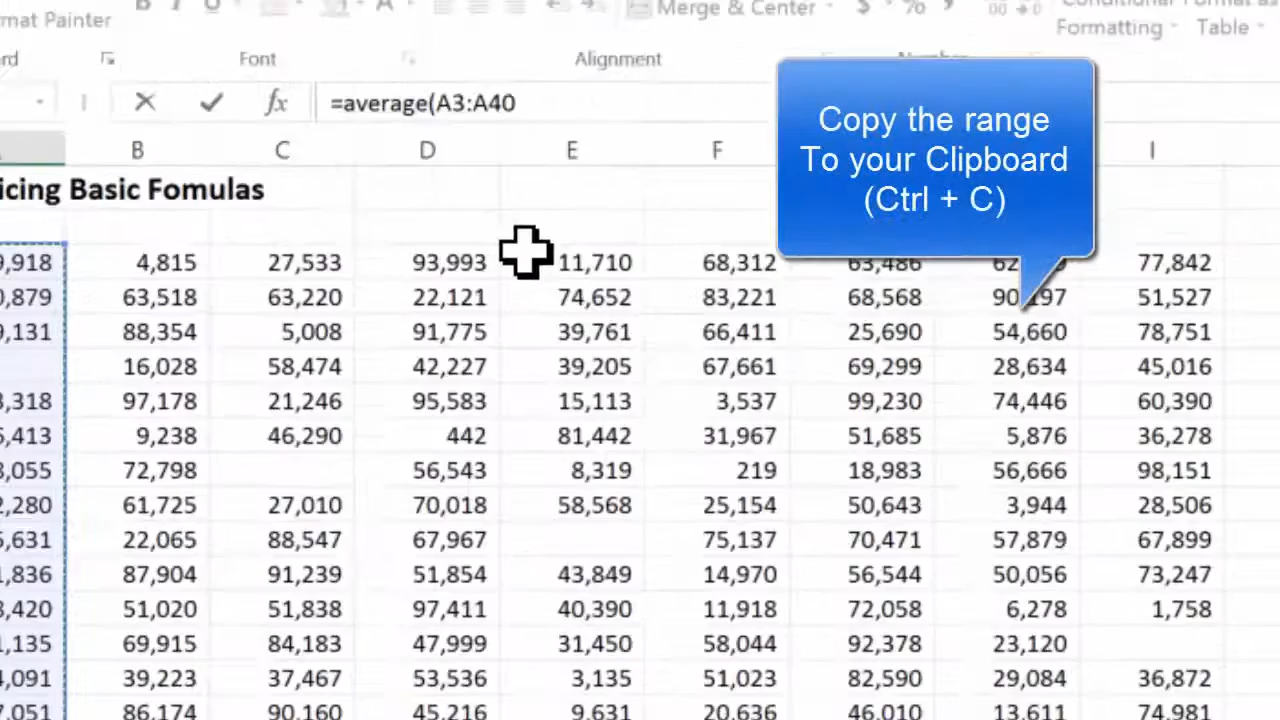 Merge & Center $ % ,
Formatting Table
Font Alignment
=average(A3:A40
Copy the range
To your Clipboard
(Ctrl + C)
B C D E F I
Basic Fomulas
9,918 4,815 27,533 93,993 11,710 68,312 63,486 77,842
0,879 63,518 63,220 22,121 74,652 83,221 68,568 51,527
9,131 88,354 5,008 91,775 39,761 66,411 25,690 54,660 78,751
16,028 58,474 42,227 39,205 67,661 69,299 28,634 45,016
3,318 97,178 21,246 95,583 15,113 3,537 99,230 74,446 60,390
5,413 9,238 46,290 442 81,442 31,967 51,685 5,876 36,278
3,055 72,798 56,543 8,319 219 18,983 56,666 98,151
2,280 61,725 27,010 70,018 58,568 25,154 50,643 3,944 28,506
5,631 22,065 88,547 67,967 75,137 70,471 57,879 67,899
1,836 87,904 91,239 51,854 43,849 14,970 56,544 50,056 73,247
3,420 51,020 51,838 97,411 40,390 11,918 72,058 6,278 1,758
1,135 69,915 84,183 47,999 31,450 58,044 92,378 23,120
4,091 39,223 37,467 53,536 3,135 51,023 82,590 29,084 36,872
7,051 86,174 90,160 45,216 9,631 20,636 46,010 13,611 74,981